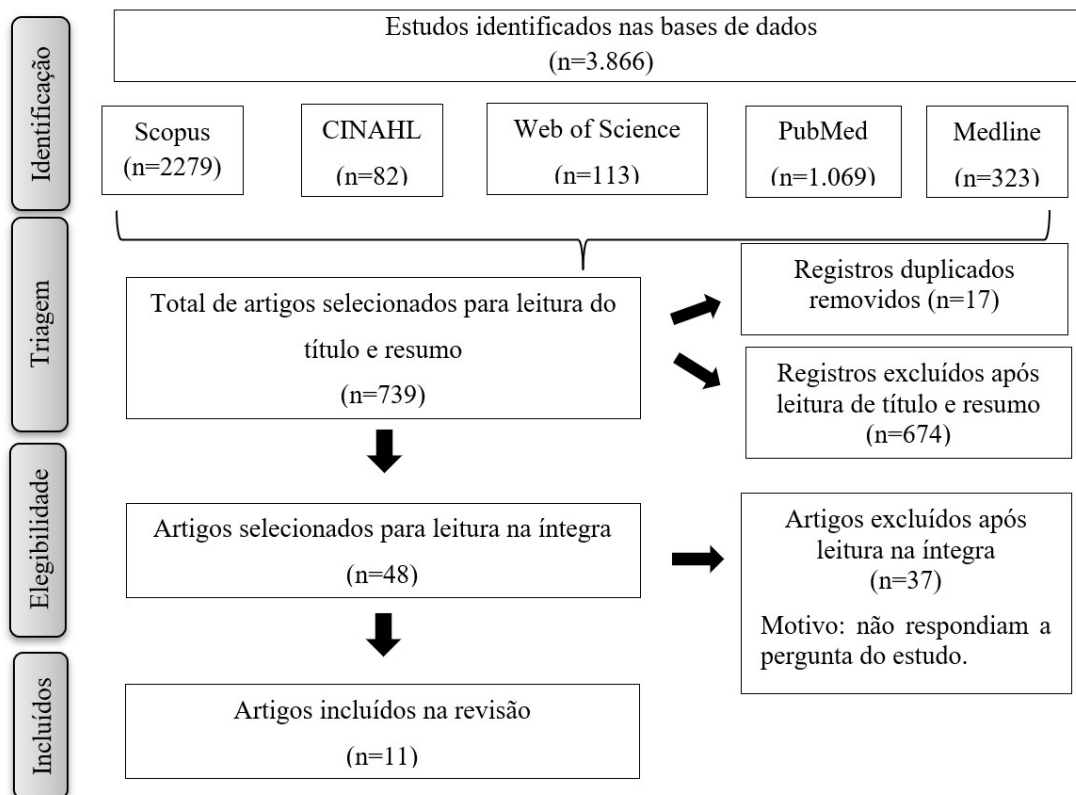 Identificação
Estudos identificados nas bases de dados
(n=3.866)
Scopus
(n=2279)
CINAHL
(n=82)
Web of Science
(n=113)
PubMed
(n=1.069)
Medline
(n=323)
Triagem
Total de artigos selecionados para leitura do
título e resumo
(n=739)
Registros duplicados
removidos (n=17)
Registros excluídos após
leitura de título e resumo
(n=674)
Elegibilidade
Artigos selecionados para leitura na íntegra
(n=48)
Artigos excluídos após
leitura na íntegra
(n=37)
Motivo: não respondiam a
pergunta do estudo.
Incluídos
Artigos incluídos na revisão
(n=11)